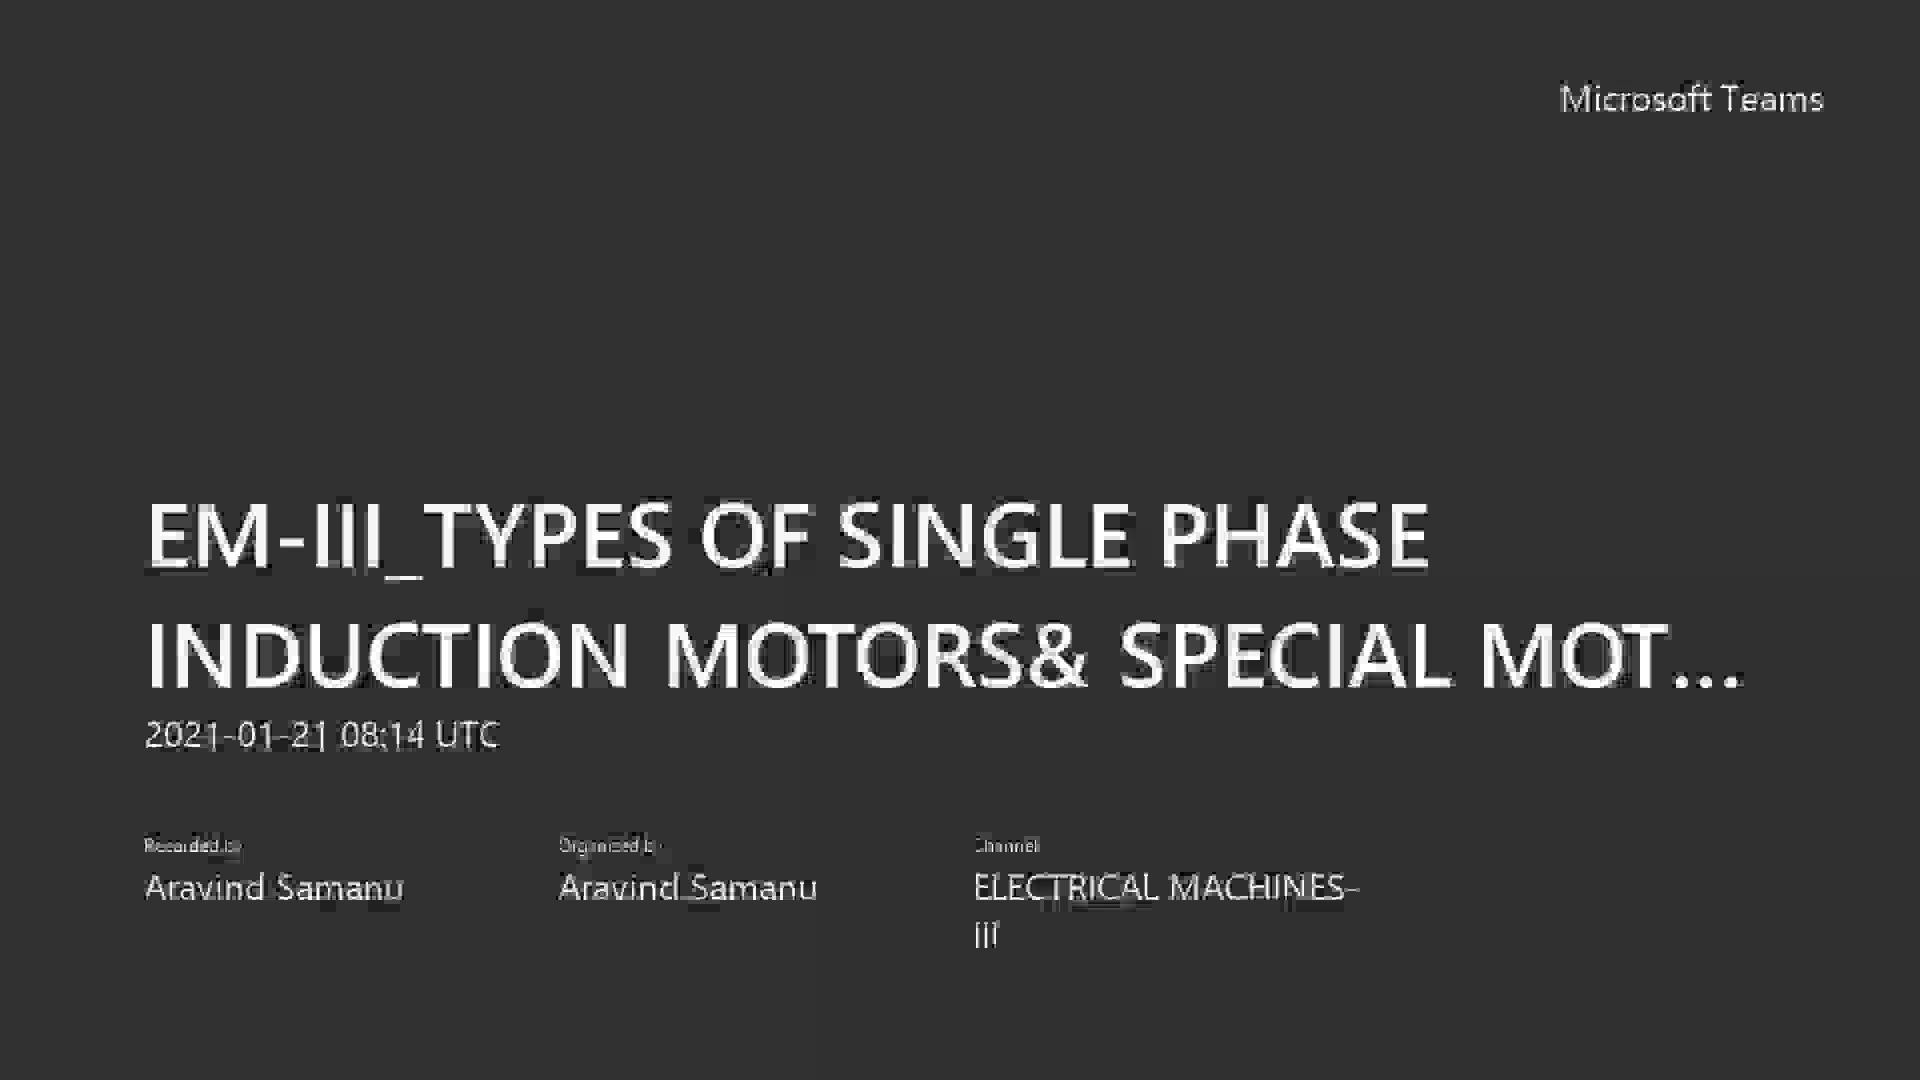 Microsoft Teams
EM-III_TYPES OF SINGLE PHASE
INDUCTION MOTORS& SPECIAL MOT...
2021-01-21 08:14 UTC
Recorded by
Organized by
Channel
Aravind Samanu
Aravind Samanu
ELECTRICAL MACHINES-
III